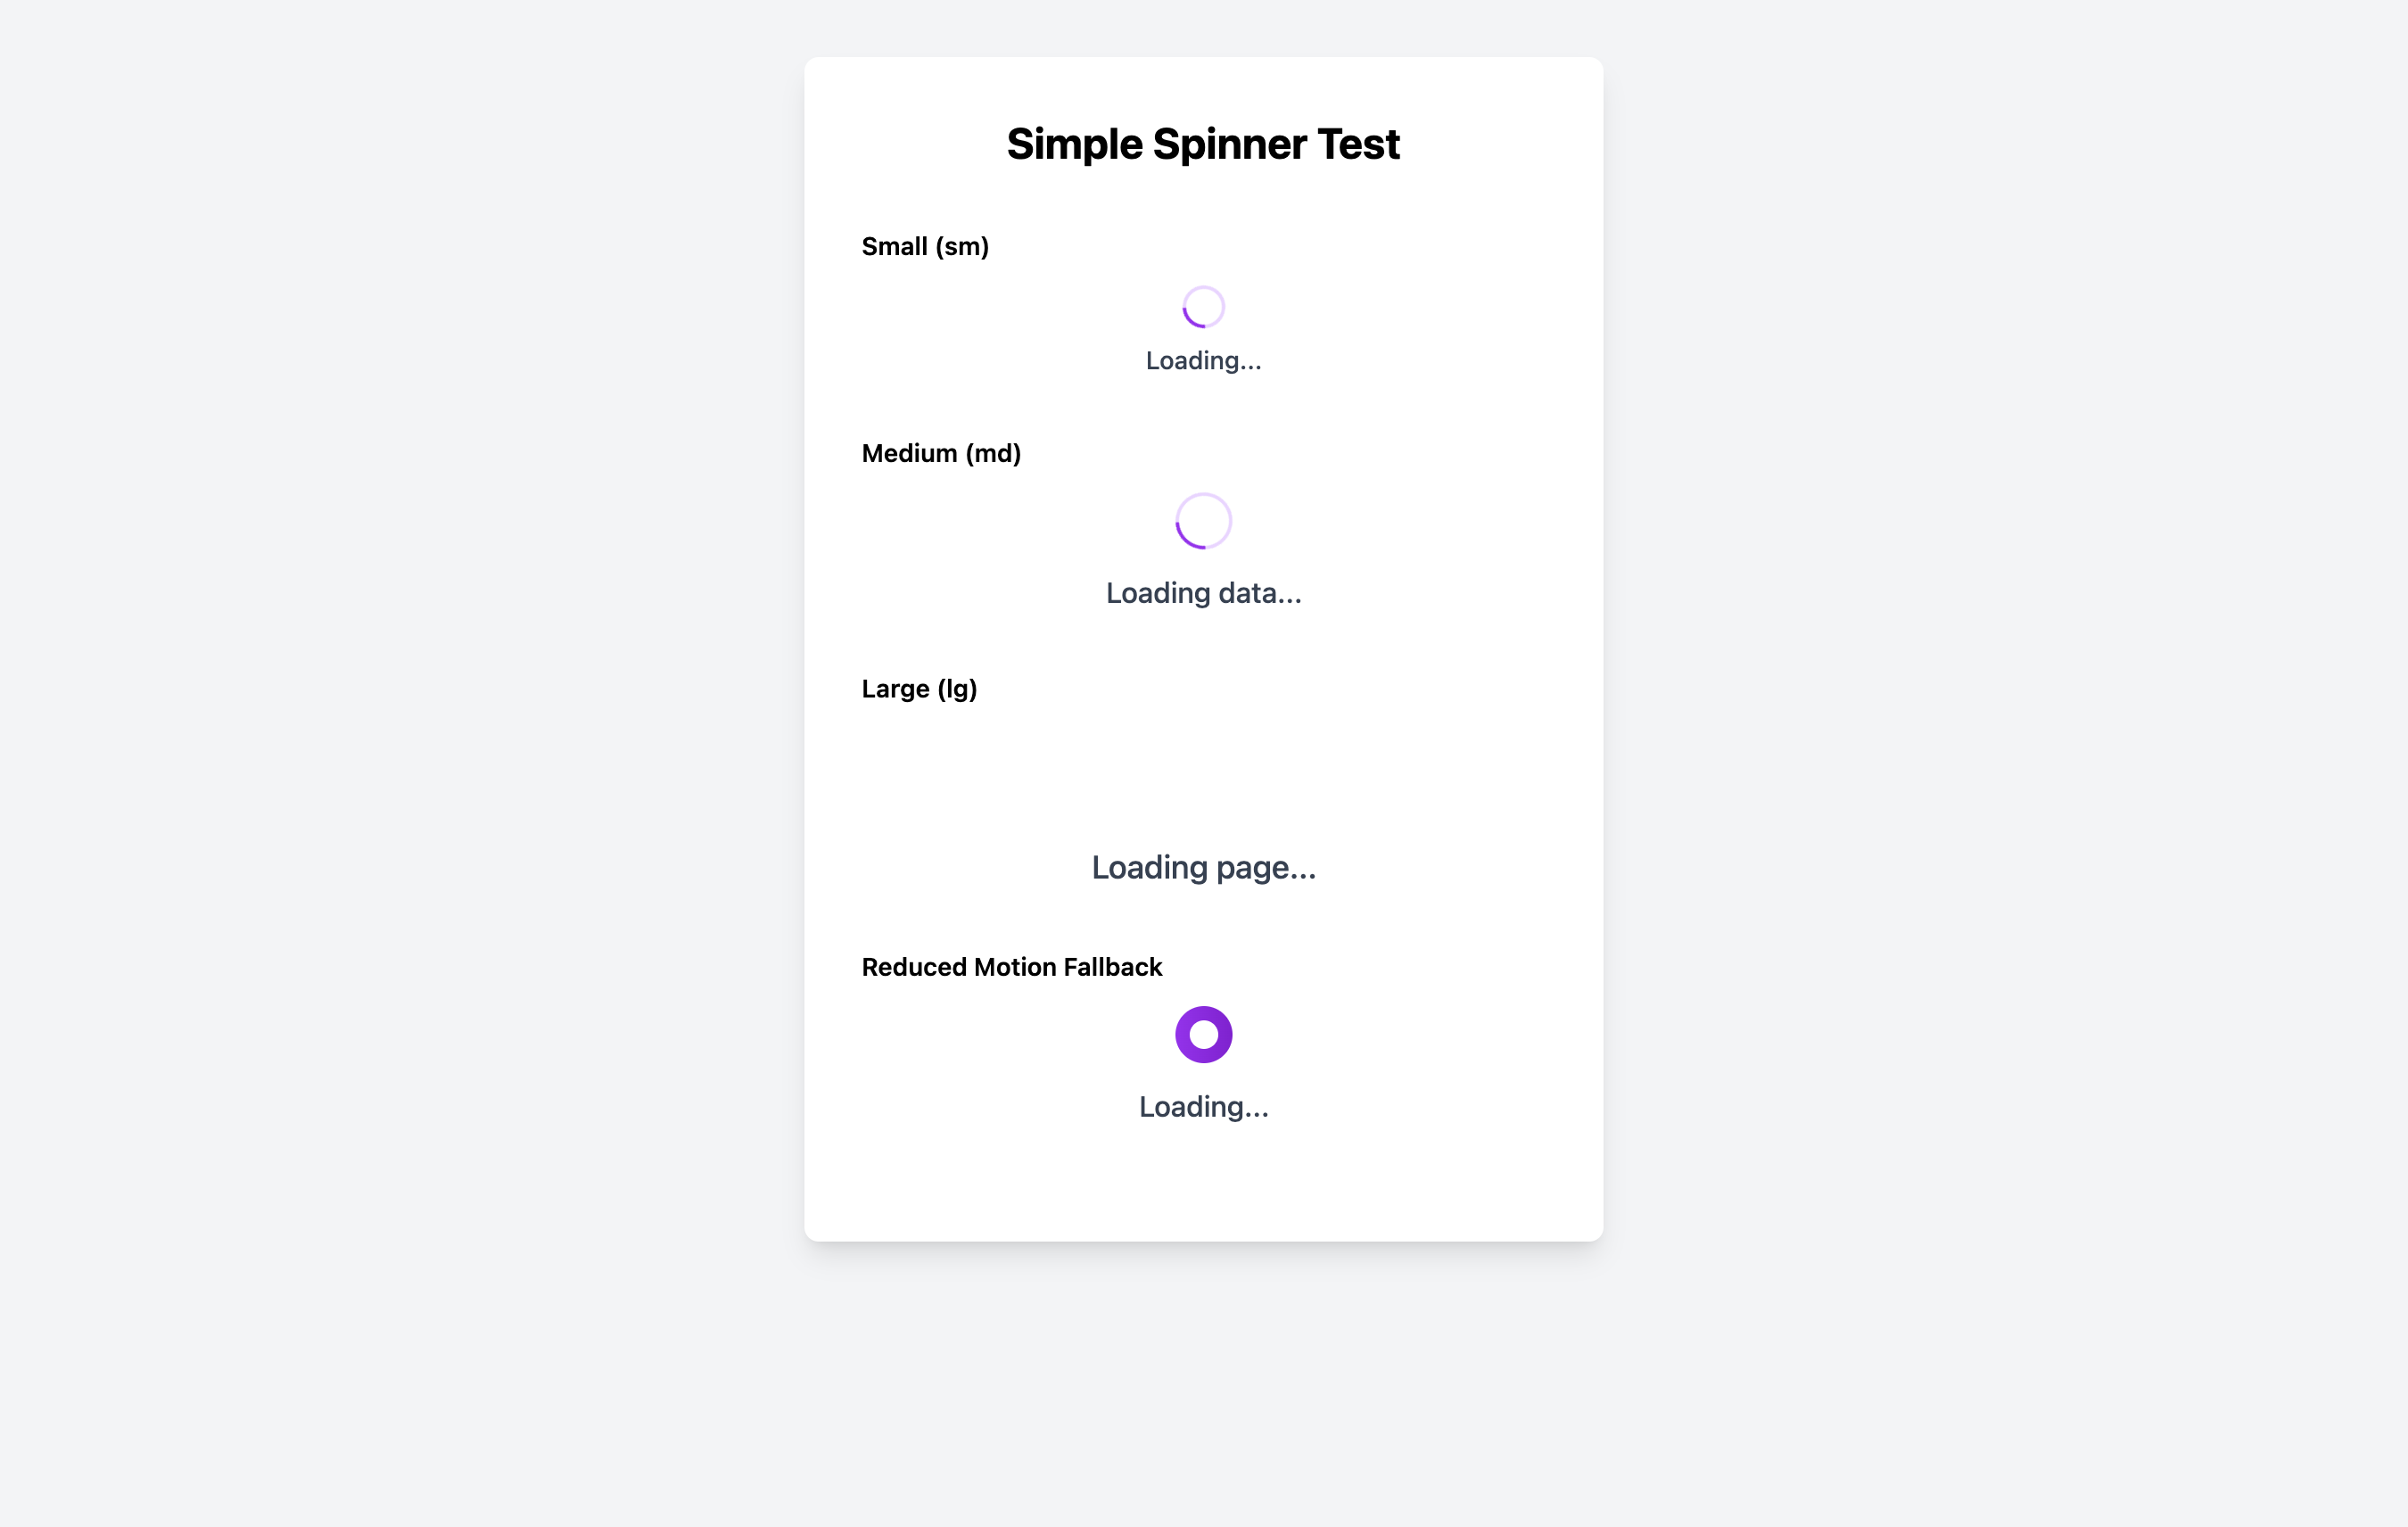 Simple Spinner Test
Small (sm)
Loading...
Medium (md)
Loading data...
Large (lg)
Loading page...
Reduced Motion Fallback
Loading...